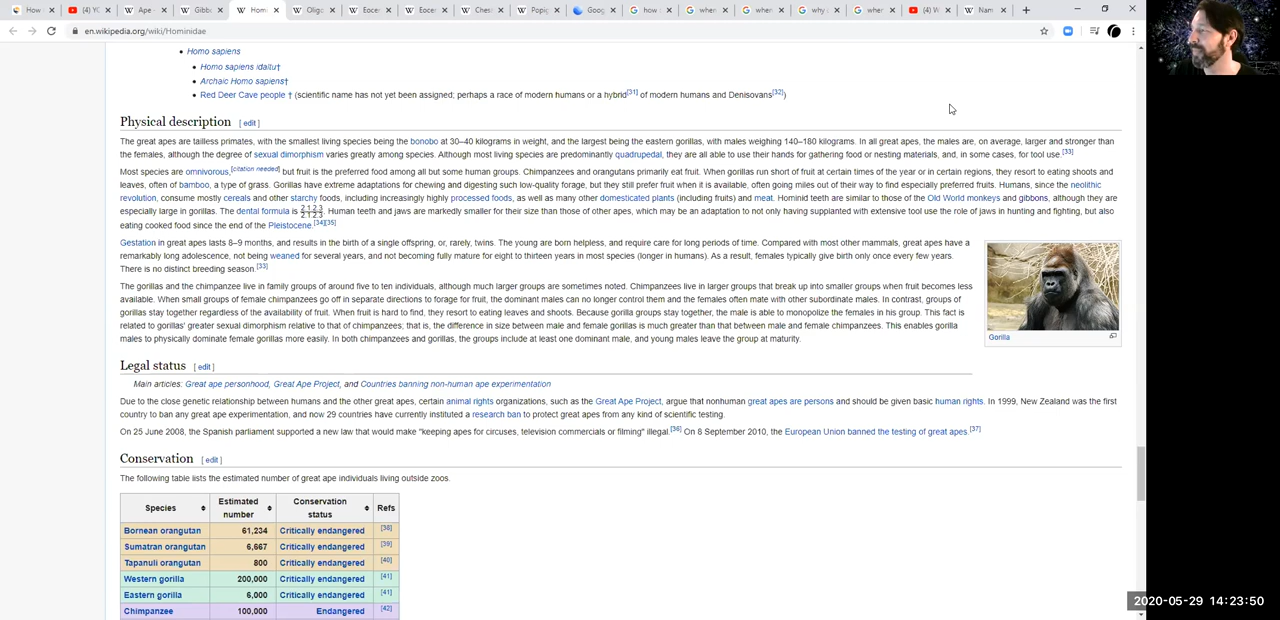 How
(4) YC
Ape -
Gibb
Hom
Oligo
Eoce
Eoce
Chess
Popig
Goog
how i
when
when
why
when
(4) W
Nam
en.wikipedia.org/wiki/Hominidae
Homo sapiens
Homo sapiens idaltu†
Archaic Homo sapiens†
Red Deer Cave people † (scientific name has not yet been assigned; perhaps a race of modern humans or a hybrid[31] of modern humans and Denisovans[32])
Physical description [ edit ]
The great apes are tailless primates, with the smallest living species being the bonobo at 30–40 kilograms in weight, and the largest being the eastern gorillas, with males weighing 140–180 kilograms. In all great apes, the males are, on average, larger and stronger than
the females, although the degree of sexual dimorphism varies greatly among species. Although most living species are predominantly quadrupedal, they are all able to use their hands for gathering food or nesting materials, and, in some cases, for tool use.[33]
Most species are omnivorous,[citation needed] but fruit is the preferred food among all but some human groups. Chimpanzees and orangutans primarily eat fruit. When gorillas run short of fruit at certain times of the year or in certain regions, they resort to eating shoots and
leaves, often of bamboo, a type of grass. Gorillas have extreme adaptations for chewing and digesting such low-quality forage, but they still prefer fruit when it is available, often going miles out of their way to find especially preferred fruits. Humans, since the neolithic
revolution, consume mostly cereals and other starchy foods, including increasingly highly processed foods, as well as many other domesticated plants (including fruits) and meat. Hominid teeth are similar to those of the Old World monkeys and gibbons, although they are
especially large in gorillas. The dental formula is 2.1.2.3/2.1.2.3. Human teeth and jaws are markedly smaller for their size than those of other apes, which may be an adaptation to not only having supplanted with extensive tool use the role of jaws in hunting and fighting, but also
eating cooked food since the end of the Pleistocene.[34][35]
Gestation in great apes lasts 8–9 months, and results in the birth of a single offspring, or, rarely, twins. The young are born helpless, and require care for long periods of time. Compared with most other mammals, great apes have a
remarkably long adolescence, not being weaned for several years, and not becoming fully mature for eight to thirteen years in most species (longer in humans). As a result, females typically give birth only once every few years.
There is no distinct breeding season.[33]
The gorillas and the chimpanzee live in family groups of around five to ten individuals, although much larger groups are sometimes noted. Chimpanzees live in larger groups that break up into smaller groups when fruit becomes less
available. When small groups of female chimpanzees go off in separate directions to forage for fruit, the dominant males can no longer control them and the females often mate with other subordinate males. In contrast, groups of
gorillas stay together regardless of the availability of fruit. When fruit is hard to find, they resort to eating leaves and shoots. Because gorilla groups stay together, the male is able to monopolize the females in his group. This fact is
related to gorillas' greater sexual dimorphism relative to that of chimpanzees; that is, the difference in size between male and female gorillas is much greater than that between male and female chimpanzees. This enables gorilla
males to physically dominate female gorillas more easily. In both chimpanzees and gorillas, the groups include at least one dominant male, and young males leave the group at maturity.
Gorilla
Legal status [ edit ]
Main articles: Great ape personhood, Great Ape Project, and Countries banning non-human ape experimentation
Due to the close genetic relationship between humans and the other great apes, certain animal rights organizations, such as the Great Ape Project, argue that nonhuman great apes are persons and should be given basic human rights. In 1999, New Zealand was the first
country to ban any great ape experimentation, and now 29 countries have currently instituted a research ban to protect great apes from any kind of scientific testing.
On 25 June 2008, the Spanish parliament supported a new law that would make "keeping apes for circuses, television commercials or filming" illegal.[36] On 8 September 2010, the European Union banned the testing of great apes.[37]
Conservation [ edit ]
The following table lists the estimated number of great ape individuals living outside zoos.
Species Estimated number Conservation status Refs
Bornean orangutan 61,234 Critically endangered [38]
Sumatran orangutan 6,667 Critically endangered [39]
Tapanuli orangutan 800 Critically endangered [40]
Western gorilla 200,000 Critically endangered [41]
Eastern gorilla 6,000 Critically endangered [41]
Chimpanzee 100,000 Endangered [42]
2020-05-29 14:23:50